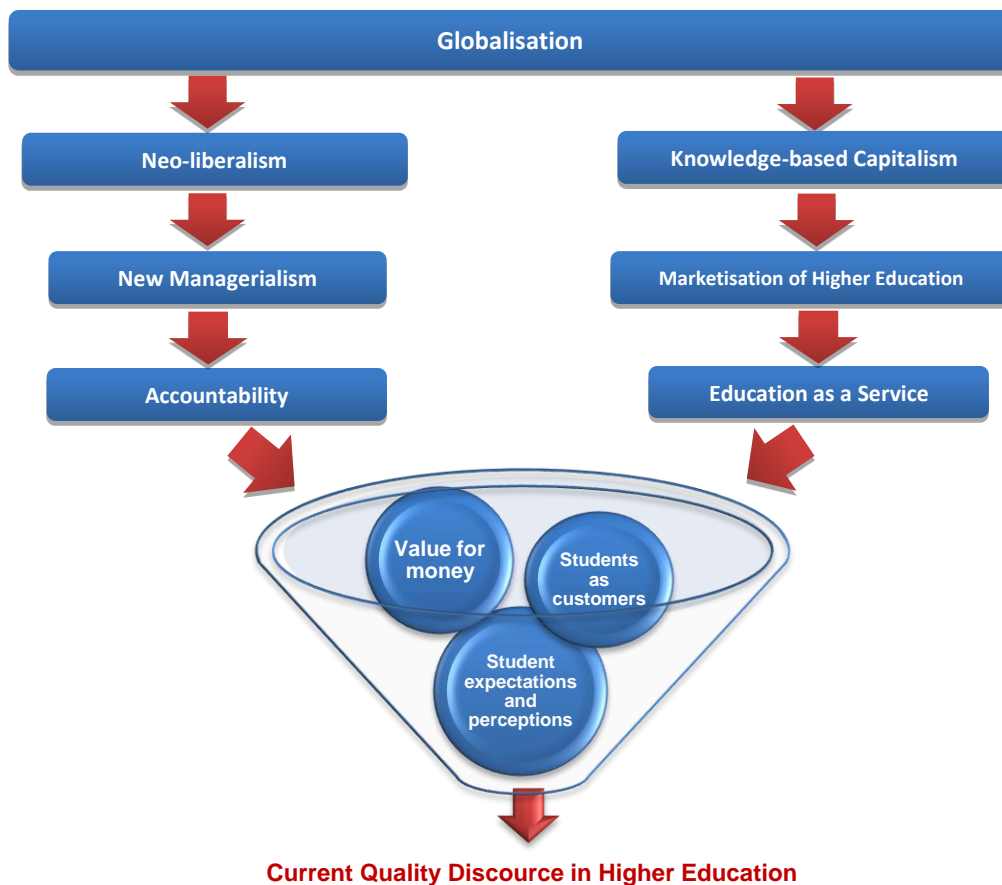 Globalisation
Neo-liberalism
Knowledge-based Capitalism
New Managerialism
Marketisation of Higher Education
Accountability
Education as a Service
Value for
money
Students
as
customers
Student
expectations
and
perceptions
Current Quality Discource in Higher Education